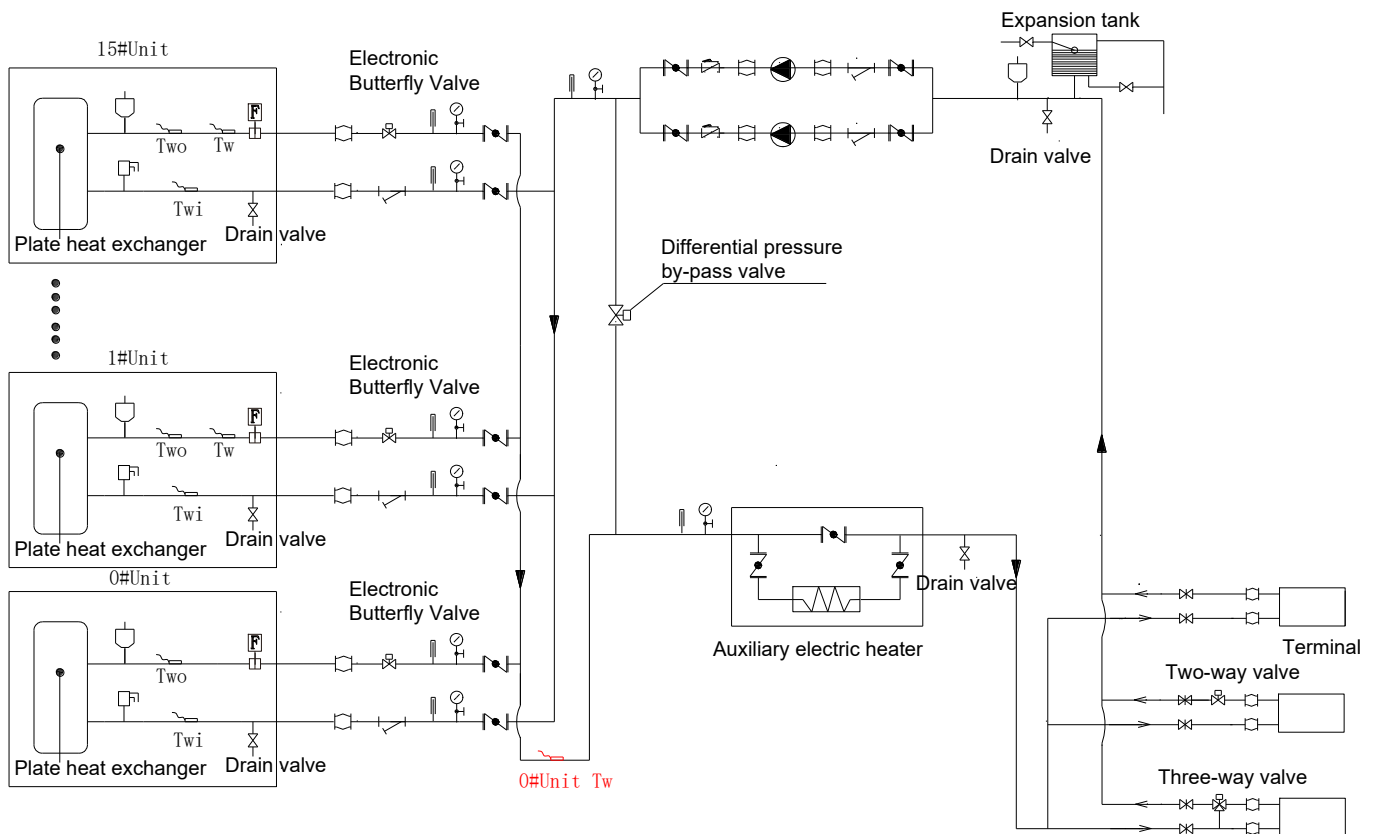 Expansion tank
15#Unit
Electronic
Butterfly Valve
F
Two
Tw
Drain valve
Twi
Plate heat exchanger
Drain valve
Differential pressure
by-pass valve
1#Unit
Electronic
Butterfly Valve
F
Two
Tw
Twi
Plate heat exchanger
Drain valve
0#Unit
Electronic
Butterfly Valve
Drain valve
F
Auxiliary electric heater
Terminal
Two
Two-way valve
Twi
Plate heat exchanger
Drain valve
0#Unit Tw
Three-way valve